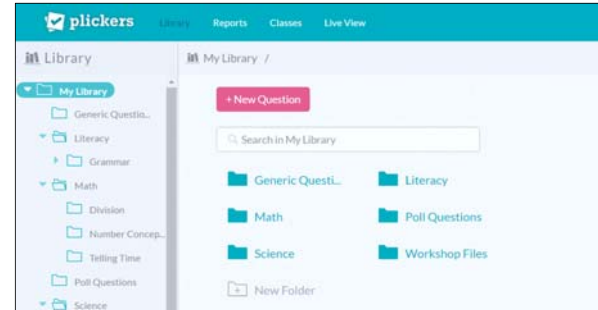 plickers Library Reports Classes Live View
Library
My Library /
My Library
Generic Questio...
Literacy
Grammar
Math
Division
Number Concep...
Telling Time
Poll Questions
Science
+ New Question
Search in My Library
Generic Questi... Literacy
Math Poll Questions
Science Workshop Files
New Folder